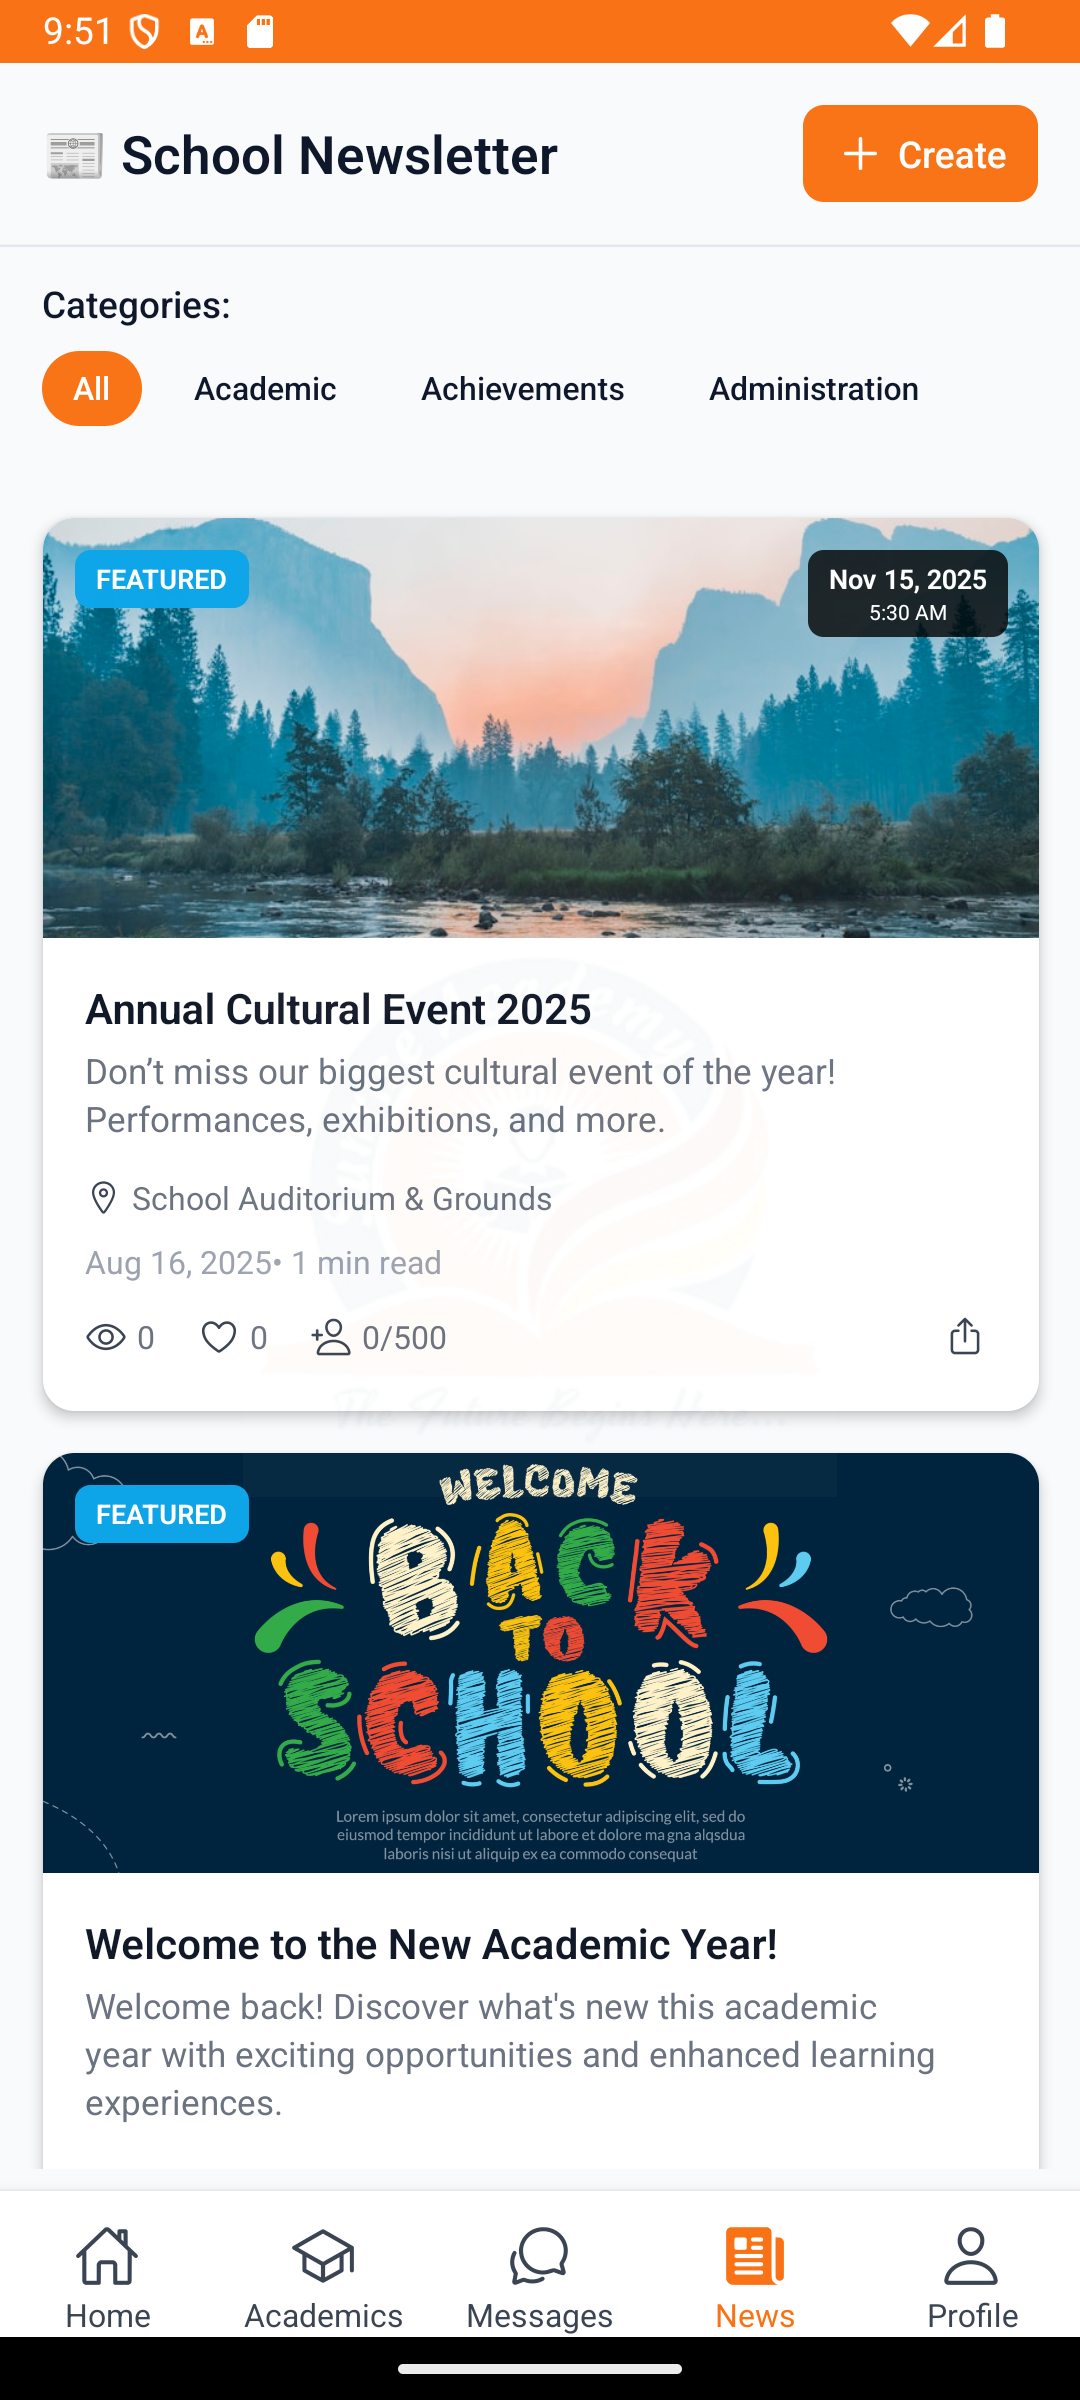 9:51
School Newsletter
Create
Categories:
All
Academic
Achievements
Administration
FEATURED
Nov 15, 2025
5:30 AM
Annual Cultural Event 2025
Don’t miss our biggest cultural event of the year!
Performances, exhibitions, and more.
School Auditorium & Grounds
Aug 16, 2025• 1 min read
0
0
0/500
The Future Begins Here...
FEATURED
WELCOME
BACK
TO
SCHOOL
Lorem ipsum dolor sit amet, consectetur adipiscing elit, sed do
eiusmod tempor incididunt ut labore et dolore ma gna alqsdua
laboris nisi ut aliquip ex ea commodo consequat
Welcome to the New Academic Year!
Welcome back! Discover what's new this academic
year with exciting opportunities and enhanced learning
experiences.
Home
Academics
Messages
News
Profile